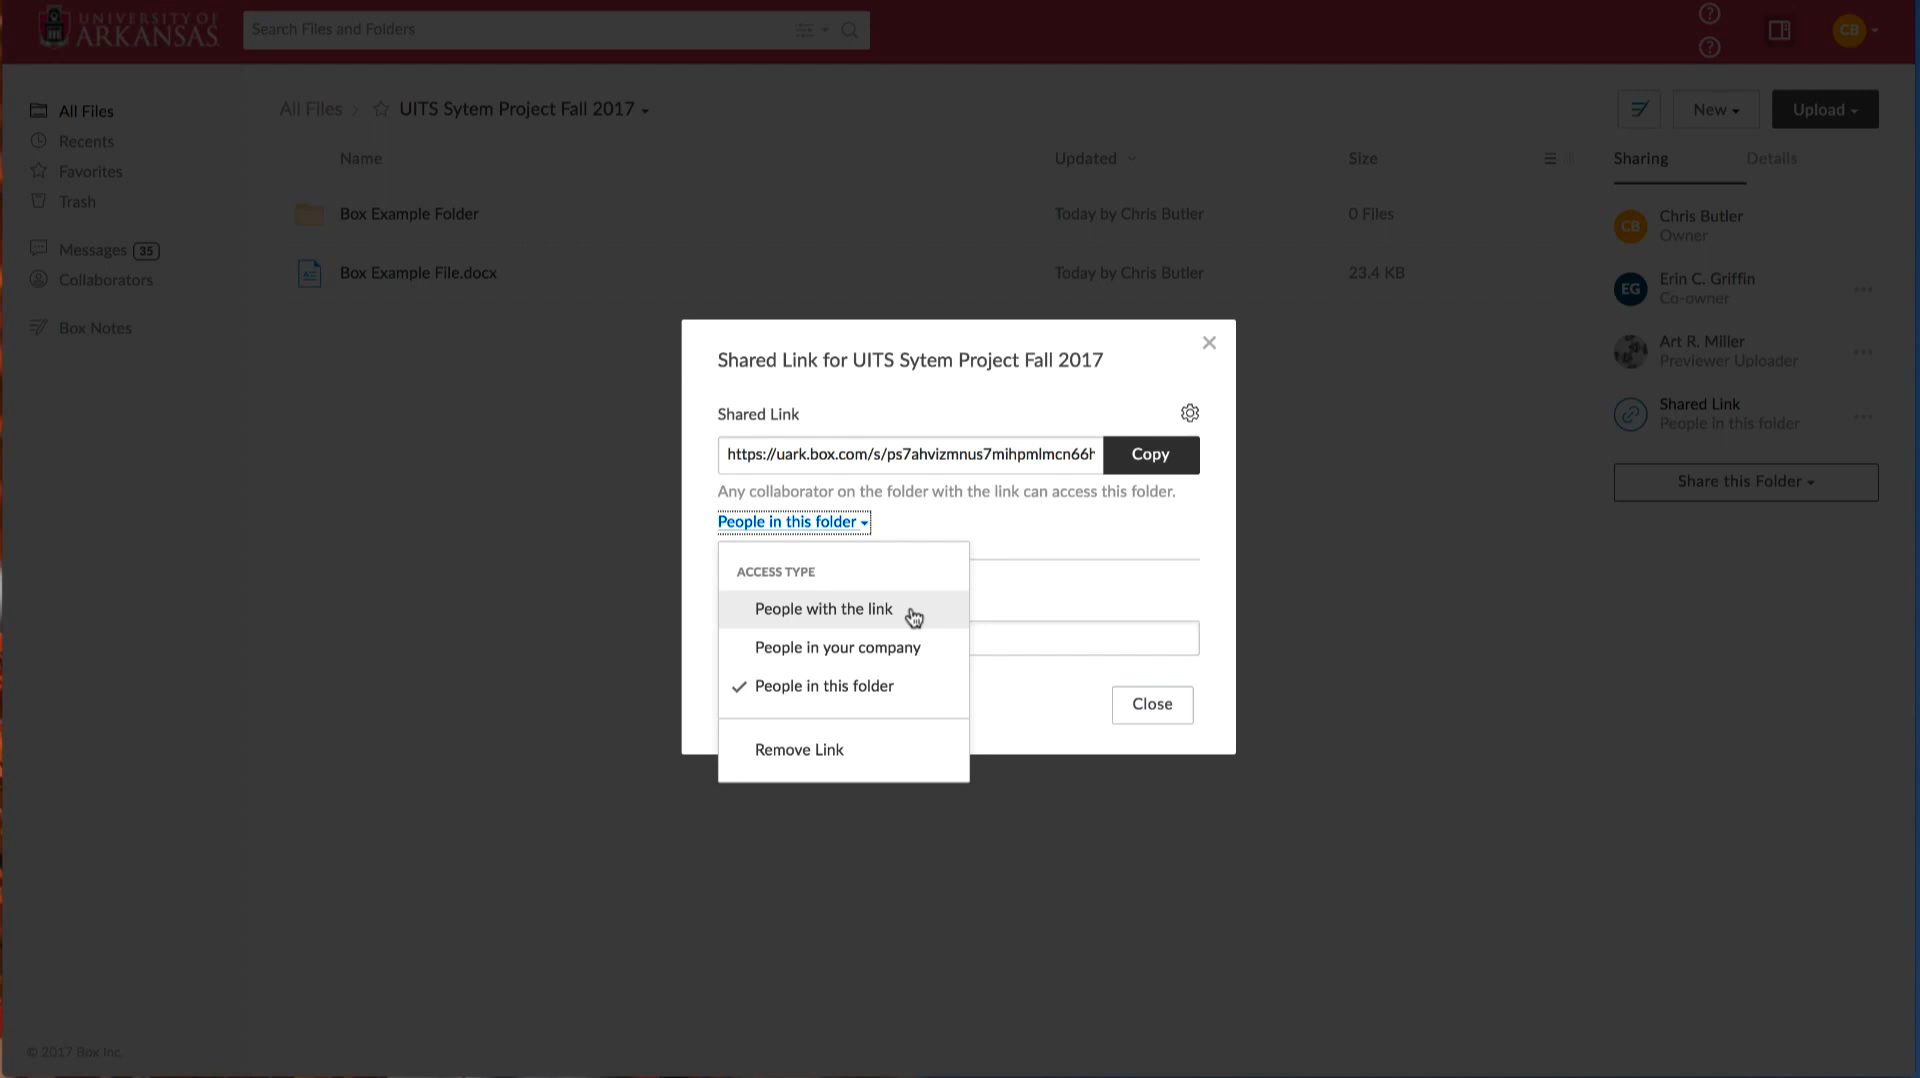 UNIVERSITY OF
ARKANSAS
Search Files and Folders
?
?
CB
All Files
Recents
Favorites
Trash
Messages 35
Collaborators
Box Notes
All Files > UITS Sytem Project Fall 2017
New
Upload
Name
Updated
Size
Box Example Folder
Today by Chris Butler
0 Files
Box Example File.docx
Today by Chris Butler
23.4 KB
Sharing
Details
CB
Chris Butler
Owner
EG
Erin C. Griffin
Co-owner
Art R. Miller
Previewer Uploader
Shared Link
People in this folder
Share this Folder
Shared Link for UITS Sytem Project Fall 2017
Shared Link
https://uark.box.com/s/ps7ahvizmnus7mihpmlmcn66h
Copy
Any collaborator on the folder with the link can access this folder.
People in this folder
ACCESS TYPE
People with the link
People in your company
People in this folder
Remove Link
Close
© 2017 Box Inc.